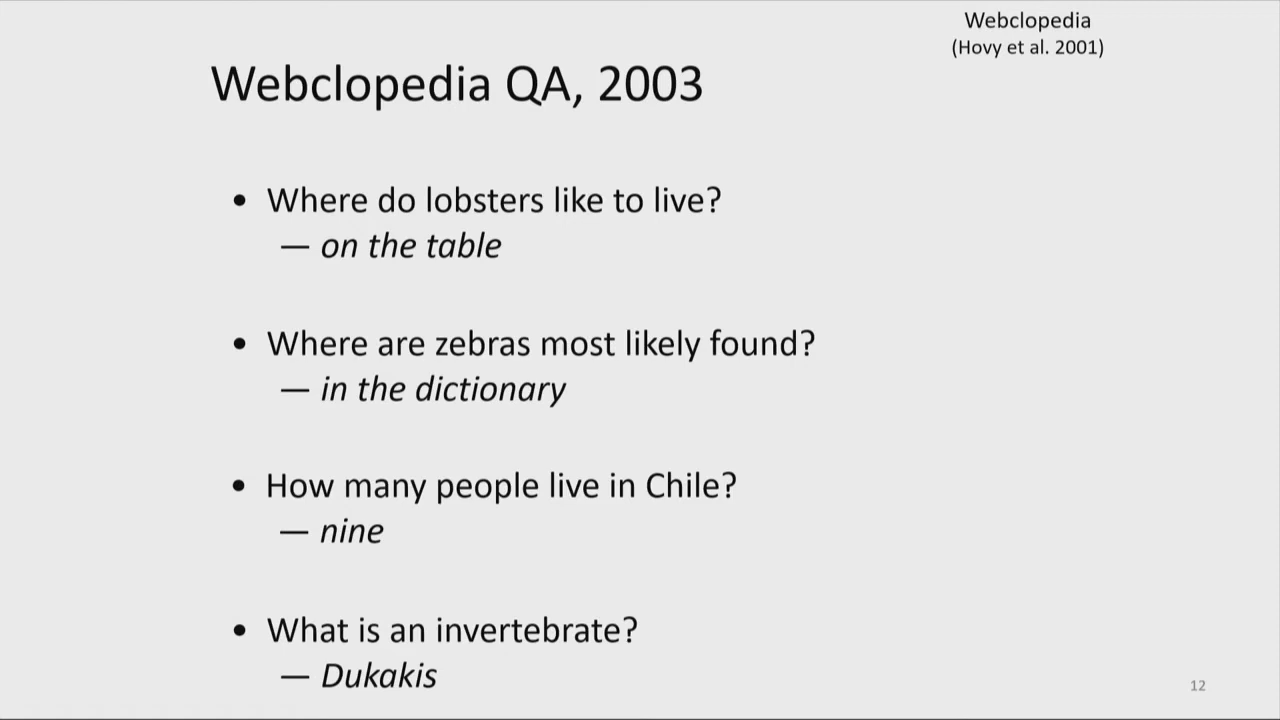 Webclopedia
(Hovy et al. 2001)
Webclopedia QA, 2003
• Where do lobsters like to live?
— on the table
• Where are zebras most likely found?
— in the dictionary
• How many people live in Chile?
— nine
• What is an invertebrate?
— Dukakis
12